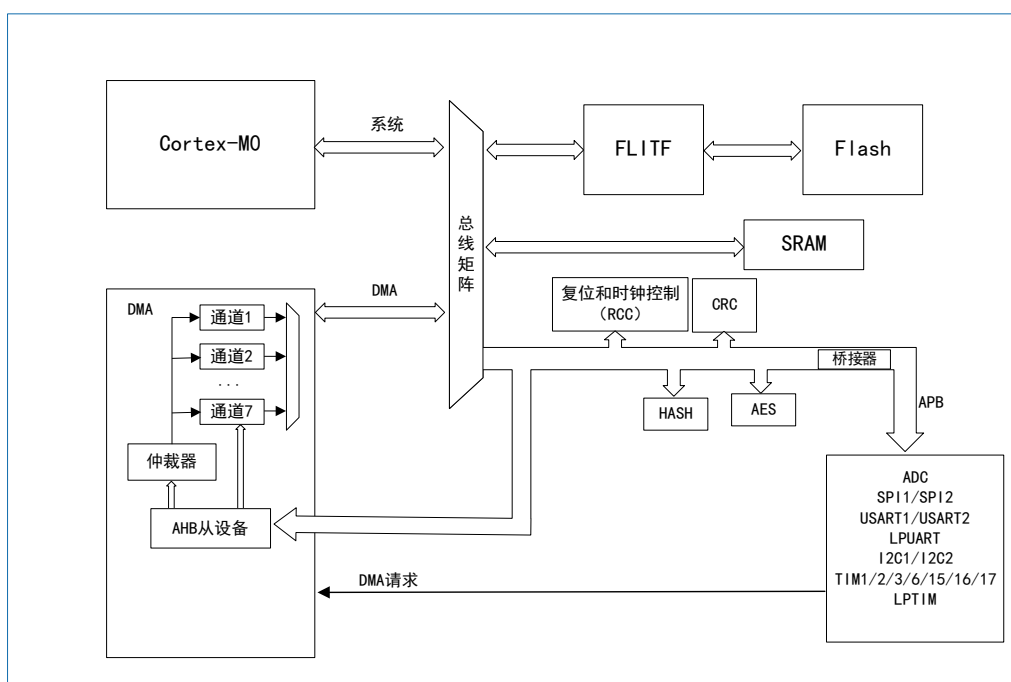 Cortex-M0
系统
FLITF
Flash
总线矩阵
SRAM
DMA
DMA
通道1
通道2
...
通道7
仲裁器
AHB从设备
复位和时钟控制
（RCC）
CRC
桥接器
HASH
AES
APB
ADC
SPI1/SPI2
USART1/USART2
LPUART
I2C1/I2C2
TIM1/2/3/6/15/16/17
LPTIM
DMA请求